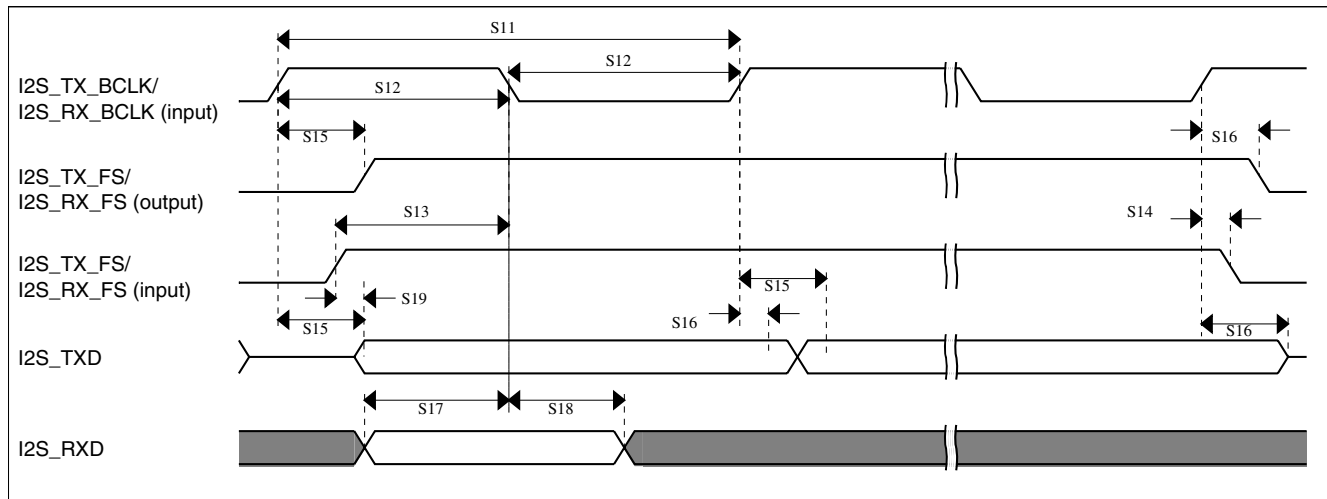 S11
I2S_TX_BCLK/
I2S_RX_BCLK (input)
S12
S12
S15
S16
I2S_TX_FS/
I2S_RX_FS (output)
S13
S14
I2S_TX_FS/
I2S_RX_FS (input)
S19
S15
S15
S16
S16
I2S_TXD
S17
S18
I2S_RXD